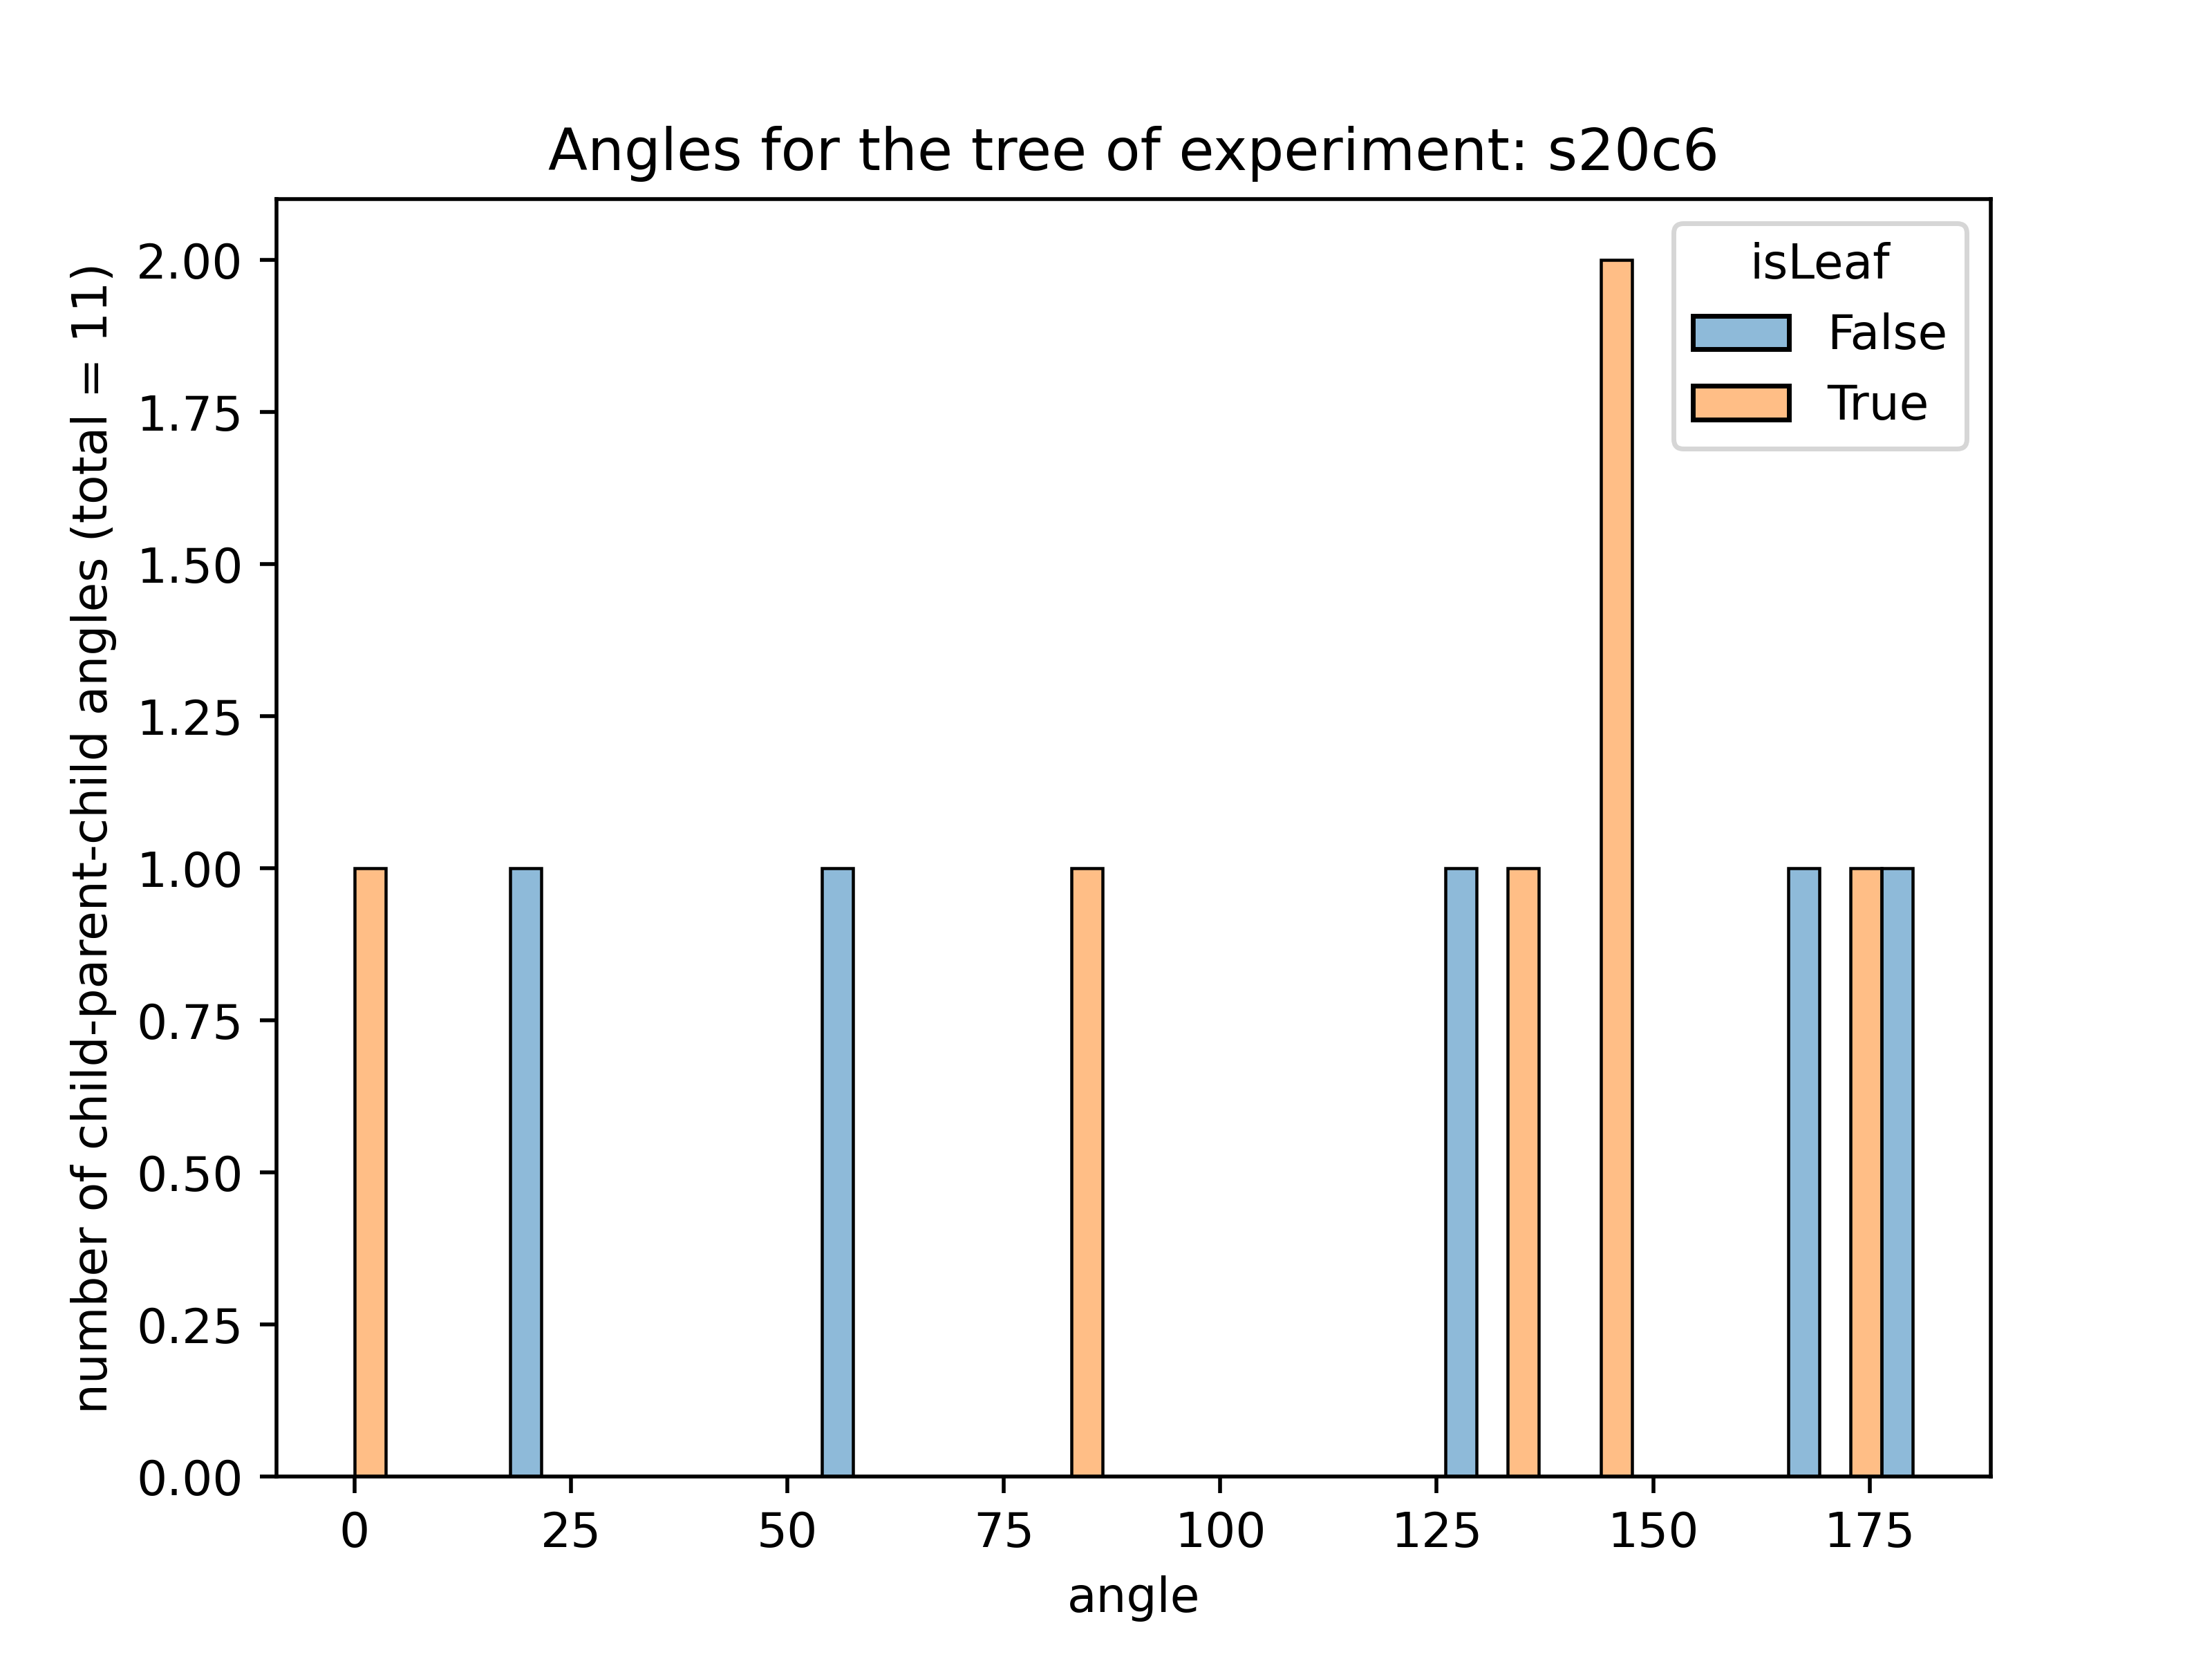 Angles for the tree of experiment: s20c6
isLeaf
False
True
number of child-parent-child angles (total = 11)
2.00
1.75
1.50
1.25
1.00
0.75
0.50
0.25
0.00
0 25 50 75 100 125 150 175
angle